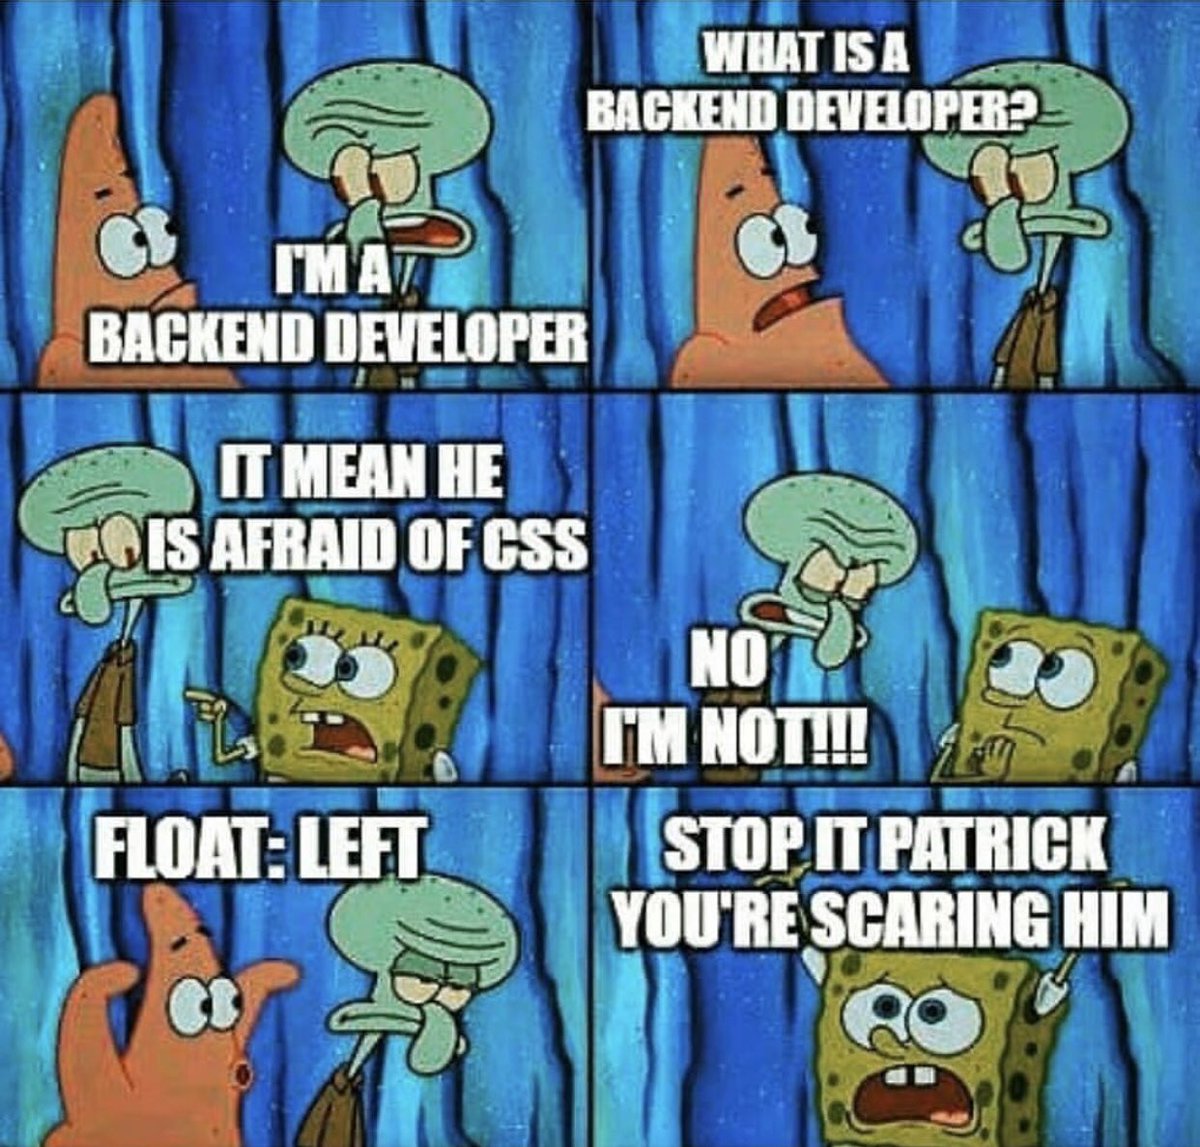 I'M A
BACKEND DEVELOPER
WHAT IS A
BACKEND DEVELOPER?
IT MEAN HE
IS AFRAID OF CSS
NO
I'M NOT!!!
FLOAT: LEFT
STOP IT PATRICK
YOU'RE SCARING HIM